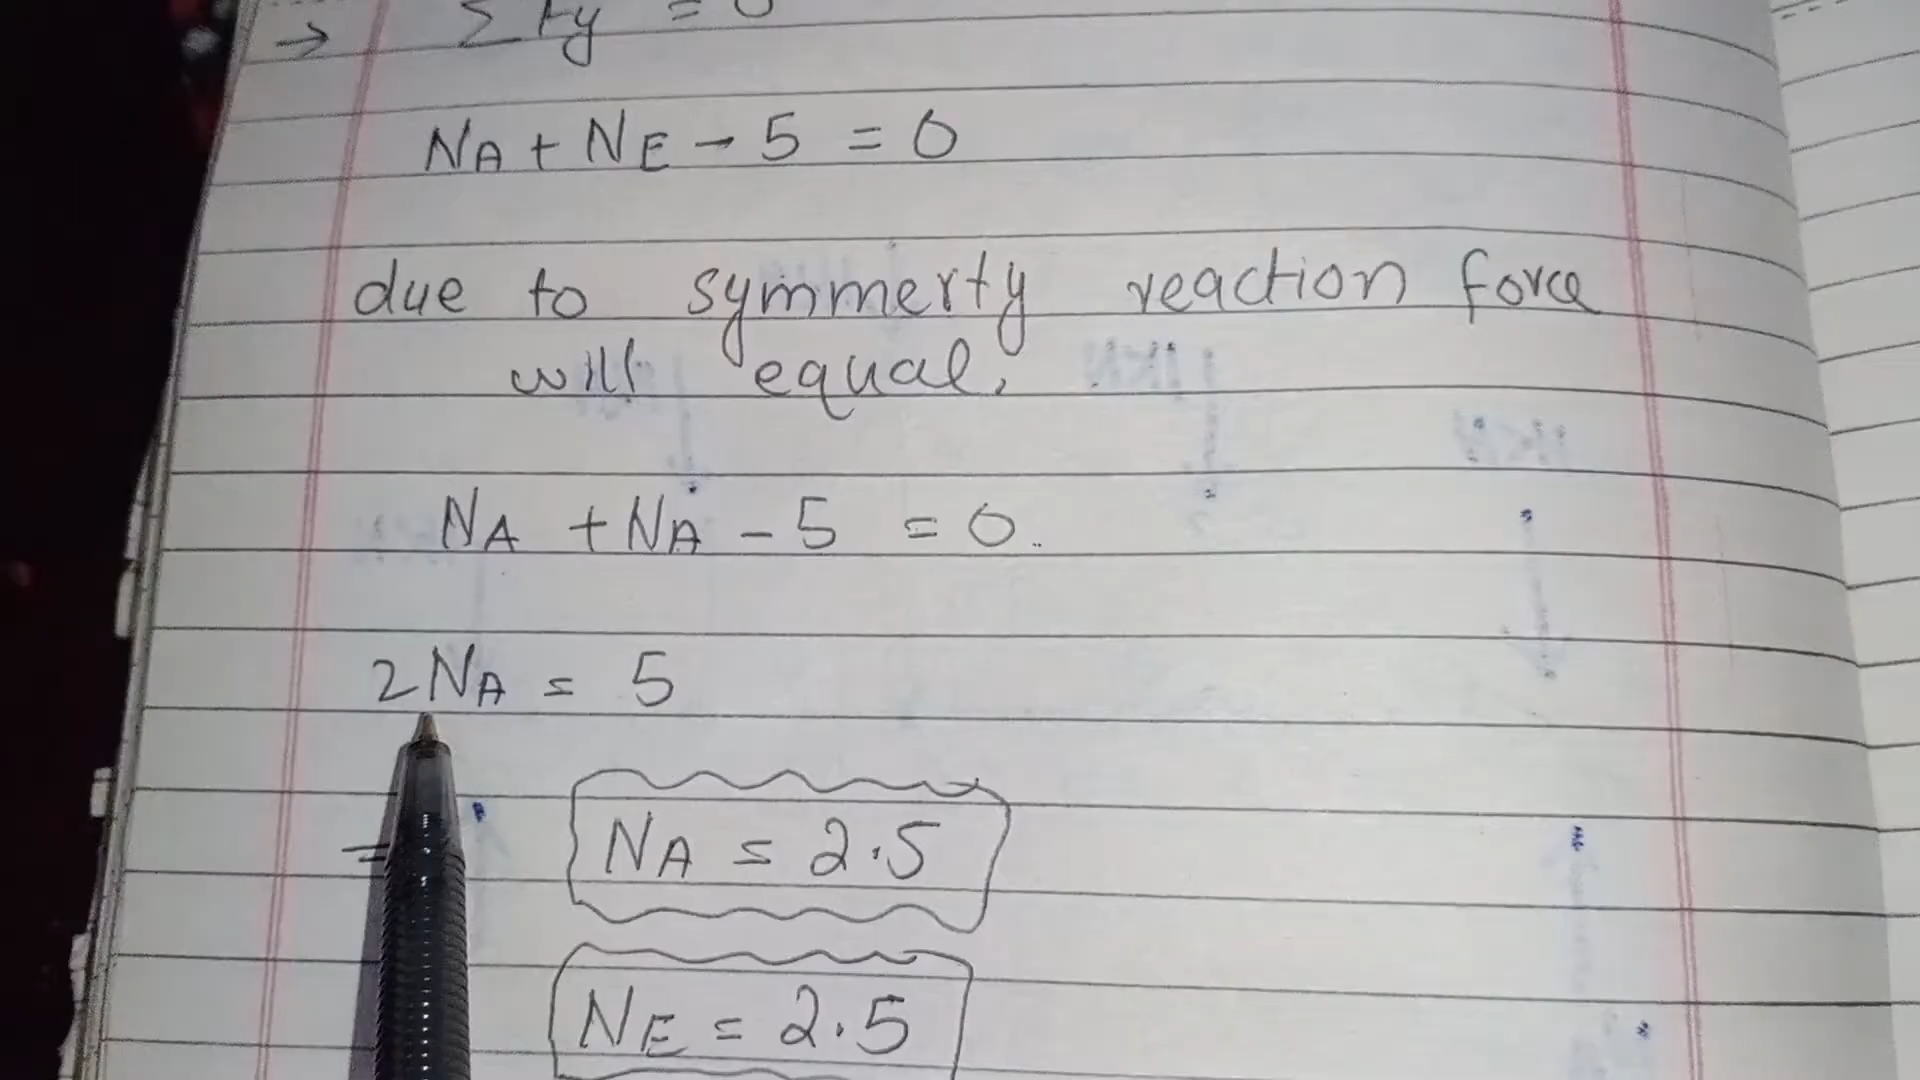 → ΣFy = 0
NA + NE - 5 = 0
due to symmerty reaction force
will equal,
NA + NA - 5 = 0.
2NA = 5
NA = 2.5
NE = 2.5